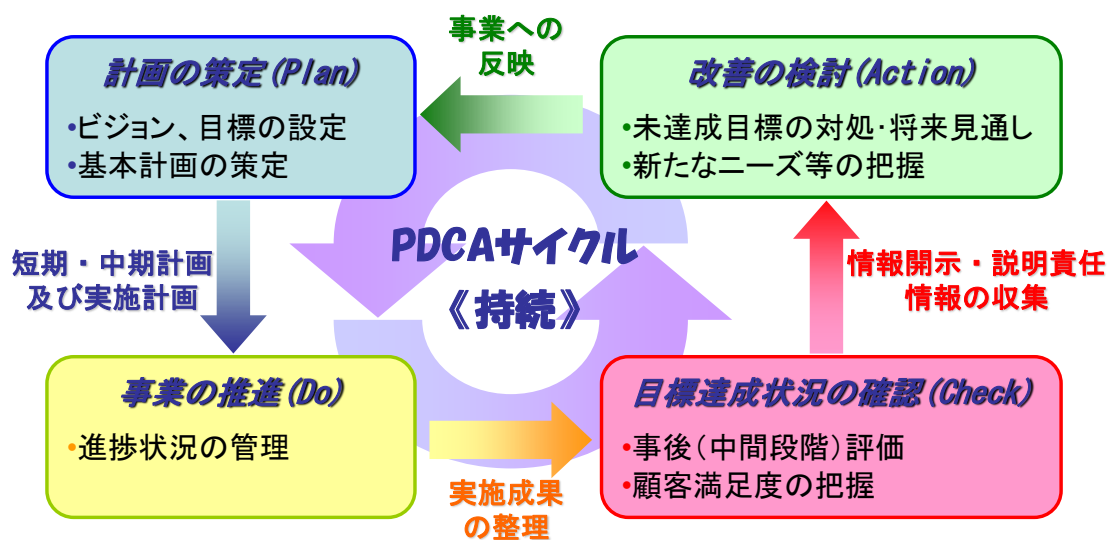 事業への
反映
計画の策定(Plan)
・ビジョン、目標の設定
・基本計画の策定
改善の検討(Action)
・未達成目標の対処・将来見通し
・新たなニーズ等の把握
PDCAサイクル
《持続》
短期・中期計画
及び実施計画
情報開示・説明責任
情報の収集
事業の推進(Do)
・進捗状況の管理
目標達成状況の確認(Check)
・事後（中間段階）評価
・顧客満足度の把握
実施成果
の整理